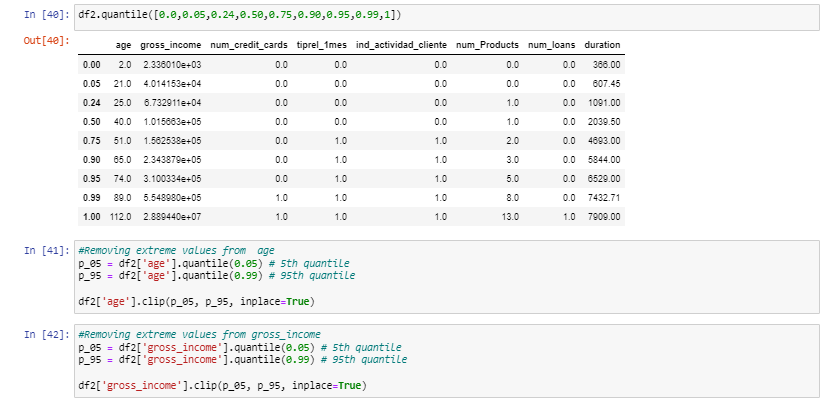 In [40]: df2.quantile([0.0,0.05,0.24,0.50,0.75,0.90,0.95,0.99,1])
Out[40]:
age gross_income num_credit_cards tiprel_1mes ind_actividad_cliente num_Products num_loans duration
0.00 2.0 2.336010e+03 0.0 0.0 0.0 0.0 0.0 366.00
0.05 21.0 4.014153e+04 0.0 0.0 0.0 0.0 0.0 607.45
0.24 25.0 6.732911e+04 0.0 0.0 0.0 1.0 0.0 1091.00
0.50 40.0 1.015663e+05 0.0 0.0 0.0 1.0 0.0 2039.50
0.75 51.0 1.562538e+05 0.0 1.0 1.0 2.0 0.0 4693.00
0.90 65.0 2.343879e+05 0.0 1.0 1.0 3.0 0.0 5844.00
0.95 74.0 3.100334e+05 0.0 1.0 1.0 5.0 0.0 6529.00
0.99 89.0 5.548980e+05 1.0 1.0 1.0 8.0 0.0 7432.71
1.00 112.0 2.889440e+07 1.0 1.0 1.0 13.0 1.0 7909.00
In [41]: #Removing extreme values from  age
p_05 = df2['age'].quantile(0.05) # 5th quantile
p_95 = df2['age'].quantile(0.99) # 95th quantile
df2['age'].clip(p_05, p_95, inplace=True)
In [42]: #Removing extreme values from gross_income
p_05 = df2['gross_income'].quantile(0.05) # 5th quantile
p_95 = df2['gross_income'].quantile(0.99) # 95th quantile
df2['gross_income'].clip(p_05, p_95, inplace=True)